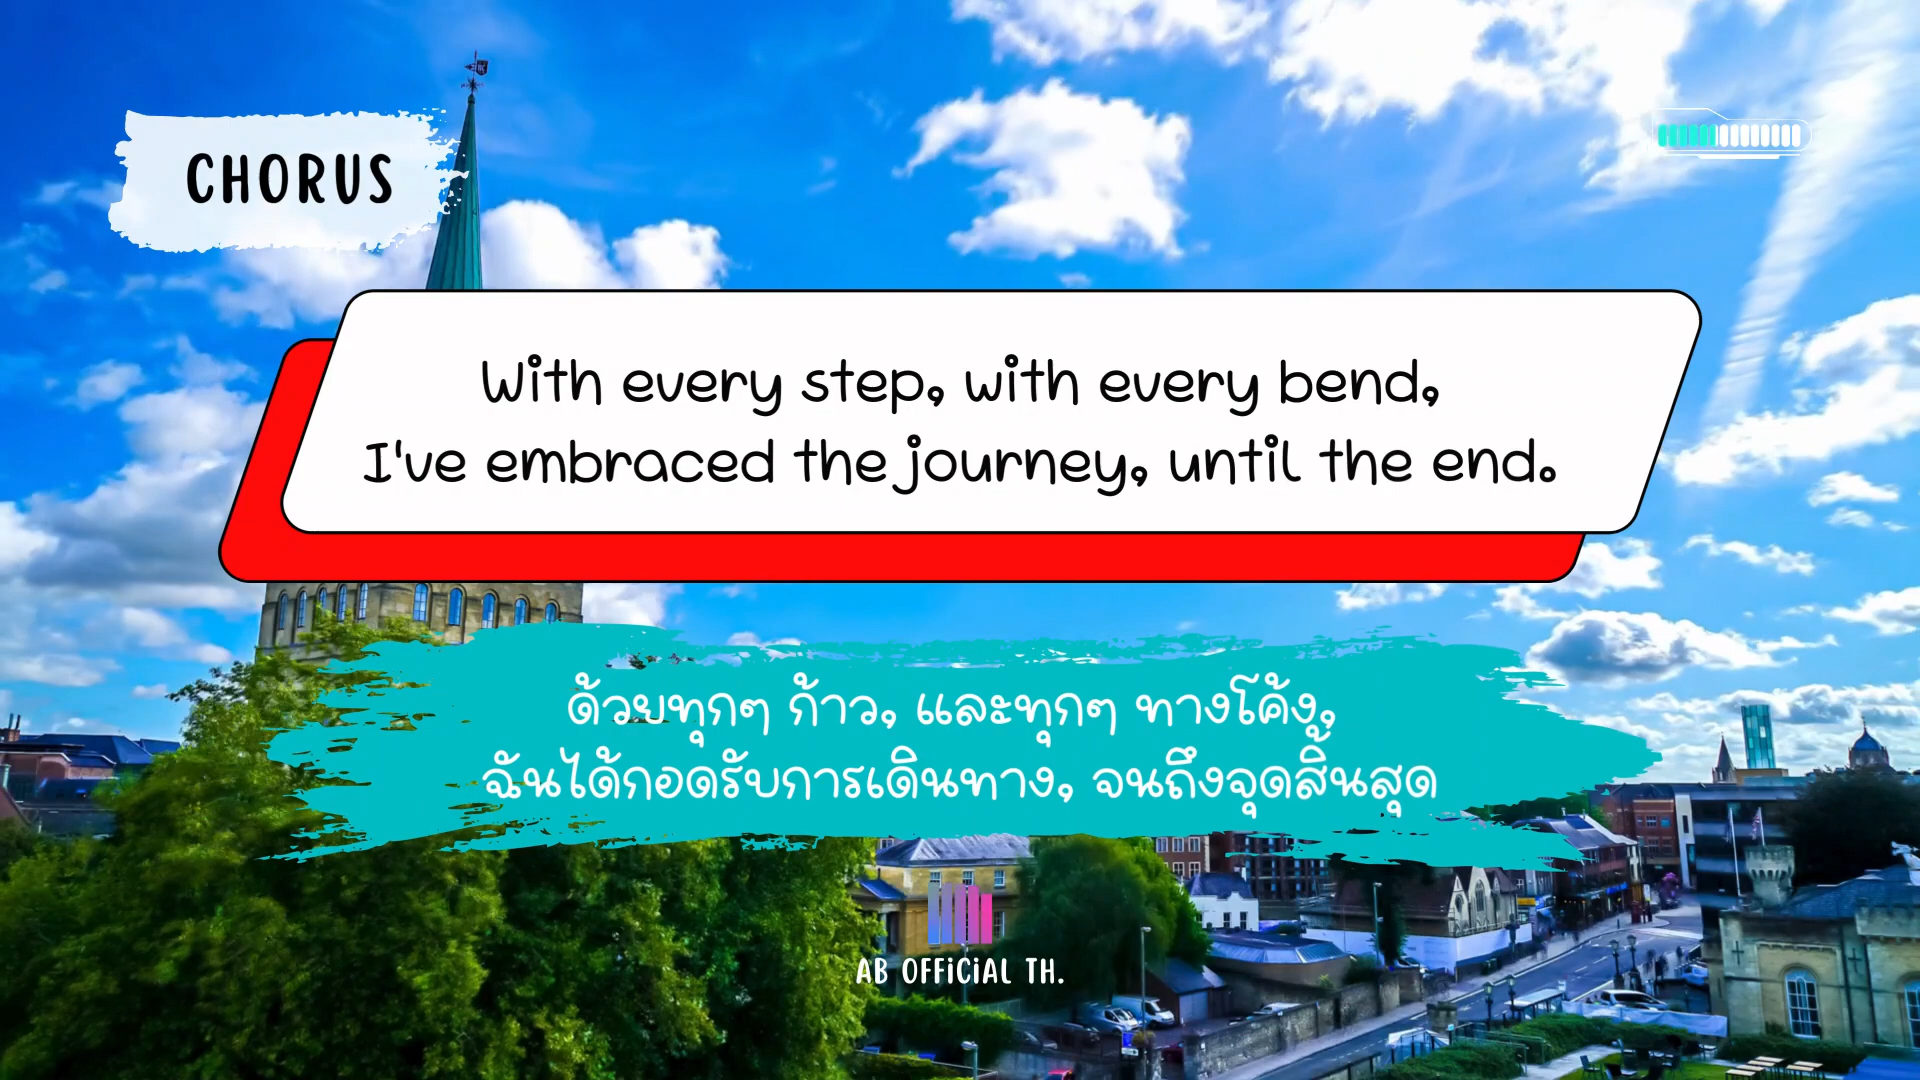 CHORUS
With every step, with every bend,
I've embraced the journey, until the end.
ด้วยทุกๆ ก้าว, และทุกๆ ทางโค้ง,
ฉันได้กอดรับการเดินทาง, จนถึงจุดสิ้นสุด
AB OFFICIAL TH.